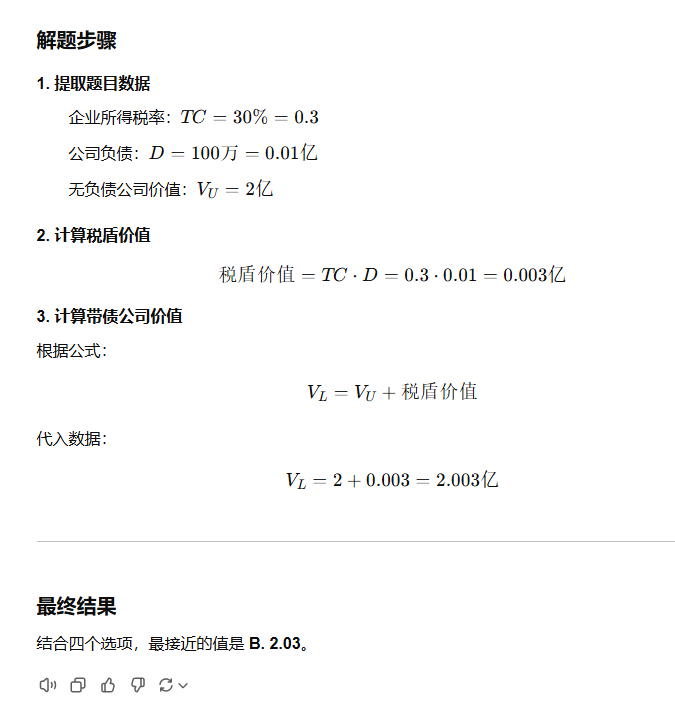 解题步骤
1. 提取题目数据
企业所得税率：TC = 30% = 0.3
公司负债：D = 100万 = 0.01亿
无负债公司价值：V_U = 2亿
2. 计算税盾价值
税盾价值 = TC · D = 0.3 · 0.01 = 0.003亿
3. 计算带债公司价值
根据公式：
V_L = V_U + 税盾价值
代入数据：
V_L = 2 + 0.003 = 2.003亿
最终结果
结合四个选项，最接近的值是 B. 2.03。